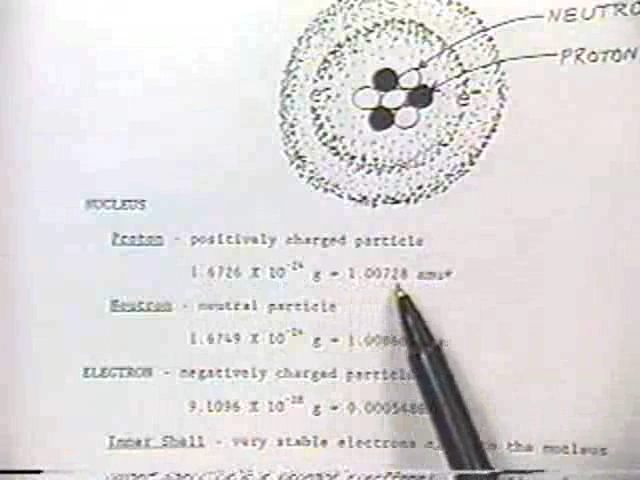 NEUTRO
PROTON
e⁻
NUCLEUS
Proton - positively charged particle
1.6726 X 10⁻²⁴ g = 1.00728 amu*
Neutron - neutral particle
1.6749 X 10⁻²⁴ g = 1.0086
ELECTRON - negatively charged particle
9.1096 X 10⁻²⁸ g = 0.000548
Inner Shell - very stable electrons the nucleus